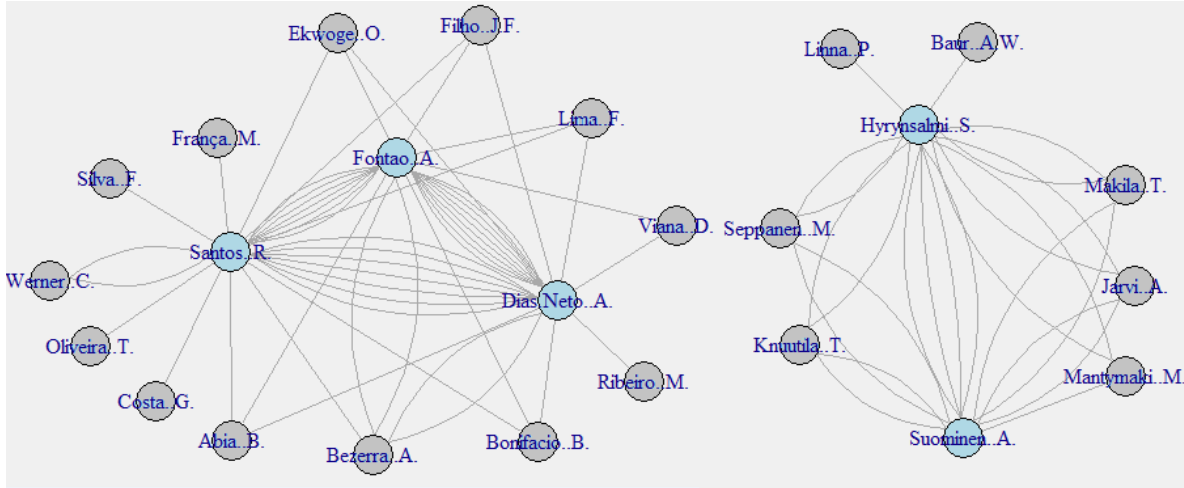 Ekwoge..O.
Filho..J.F.
Linna..P.
Baur..A.W.
Lima..F.
Hyrynsalmi..S.
França..M.
Fontao..A.
Silva..F.
Makila..T.
Viana..D.
Seppanen..M.
Santos..R.
Werner..C.
Dias.Neto..A.
Jarvi..A.
Oliveira..T.
Knuutila..T.
Ribeiro..M.
Mantymaki..M.
Costa..G.
Abia..B.
Bezerra..A.
Bonifacio..B.
Suominen..A.